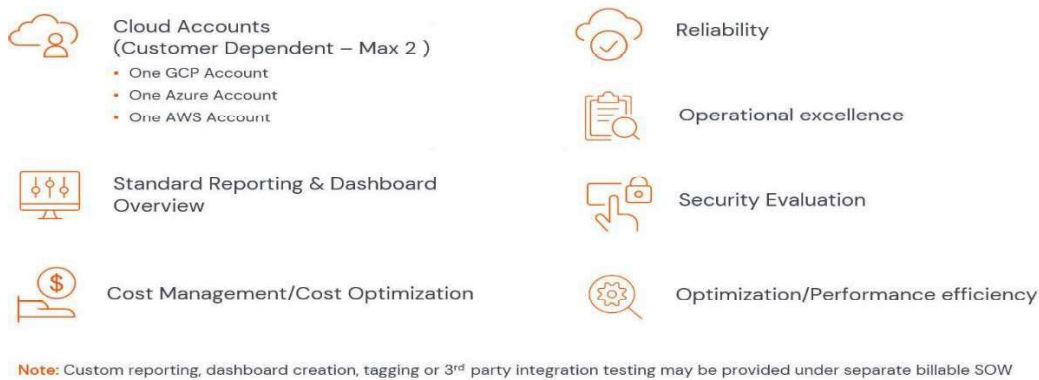 Cloud Accounts
(Customer Dependent – Max 2 )
▪ One GCP Account
▪ One Azure Account
▪ One AWS Account
Standard Reporting & Dashboard
Overview
$
Cost Management/Cost Optimization
Reliability
Operational excellence
Security Evaluation
Optimization/Performance efficiency
Note: Custom reporting, dashboard creation, tagging or 3rd party integration testing may be provided under separate billable SOW